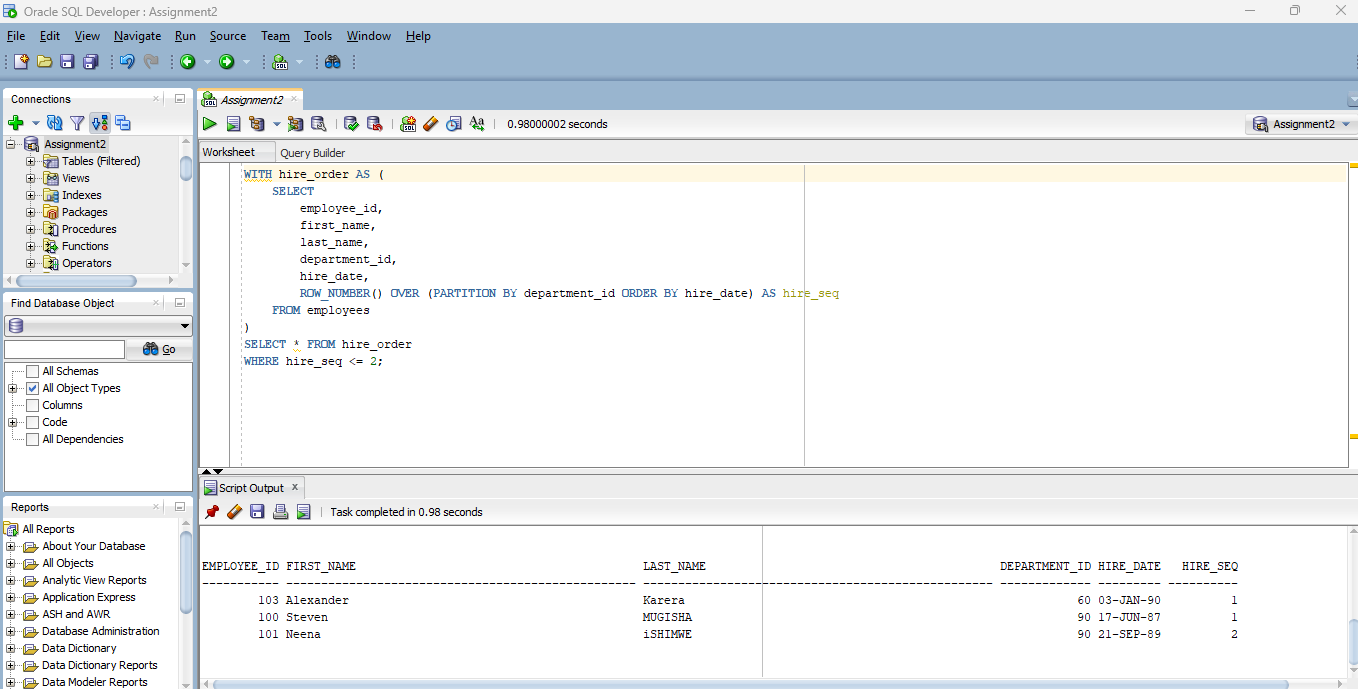 Oracle SQL Developer : Assignment2
File Edit View Navigate Run Source Team Tools Window Help
Connections
Assignment2
Tables (Filtered)
Views
Indexes
Packages
Procedures
Functions
Operators
Find Database Object
Go
All Schemas
All Object Types
Columns
Code
All Dependencies
Reports
All Reports
About Your Database
All Objects
Analytic View Reports
Application Express
ASH and AWR
Database Administration
Data Dictionary
Data Dictionary Reports
Data Modeler Reports
Assignment2
0.98000002 seconds
Assignment2
Worksheet Query Builder
WITH hire_order AS (
SELECT
employee_id,
first_name,
last_name,
department_id,
hire_date,
ROW_NUMBER() OVER (PARTITION BY department_id ORDER BY hire_date) AS hire_seq
FROM employees
)
SELECT * FROM hire_order
WHERE hire_seq <= 2;
Script Output
Task completed in 0.98 seconds
EMPLOYEE_ID FIRST_NAME LAST_NAME DEPARTMENT_ID HIRE_DATE HIRE_SEQ
103 Alexander Karera 60 03-JAN-90 1
100 Steven MUGISHA 90 17-JUN-87 1
101 Neena iSHIMWE 90 21-SEP-89 2